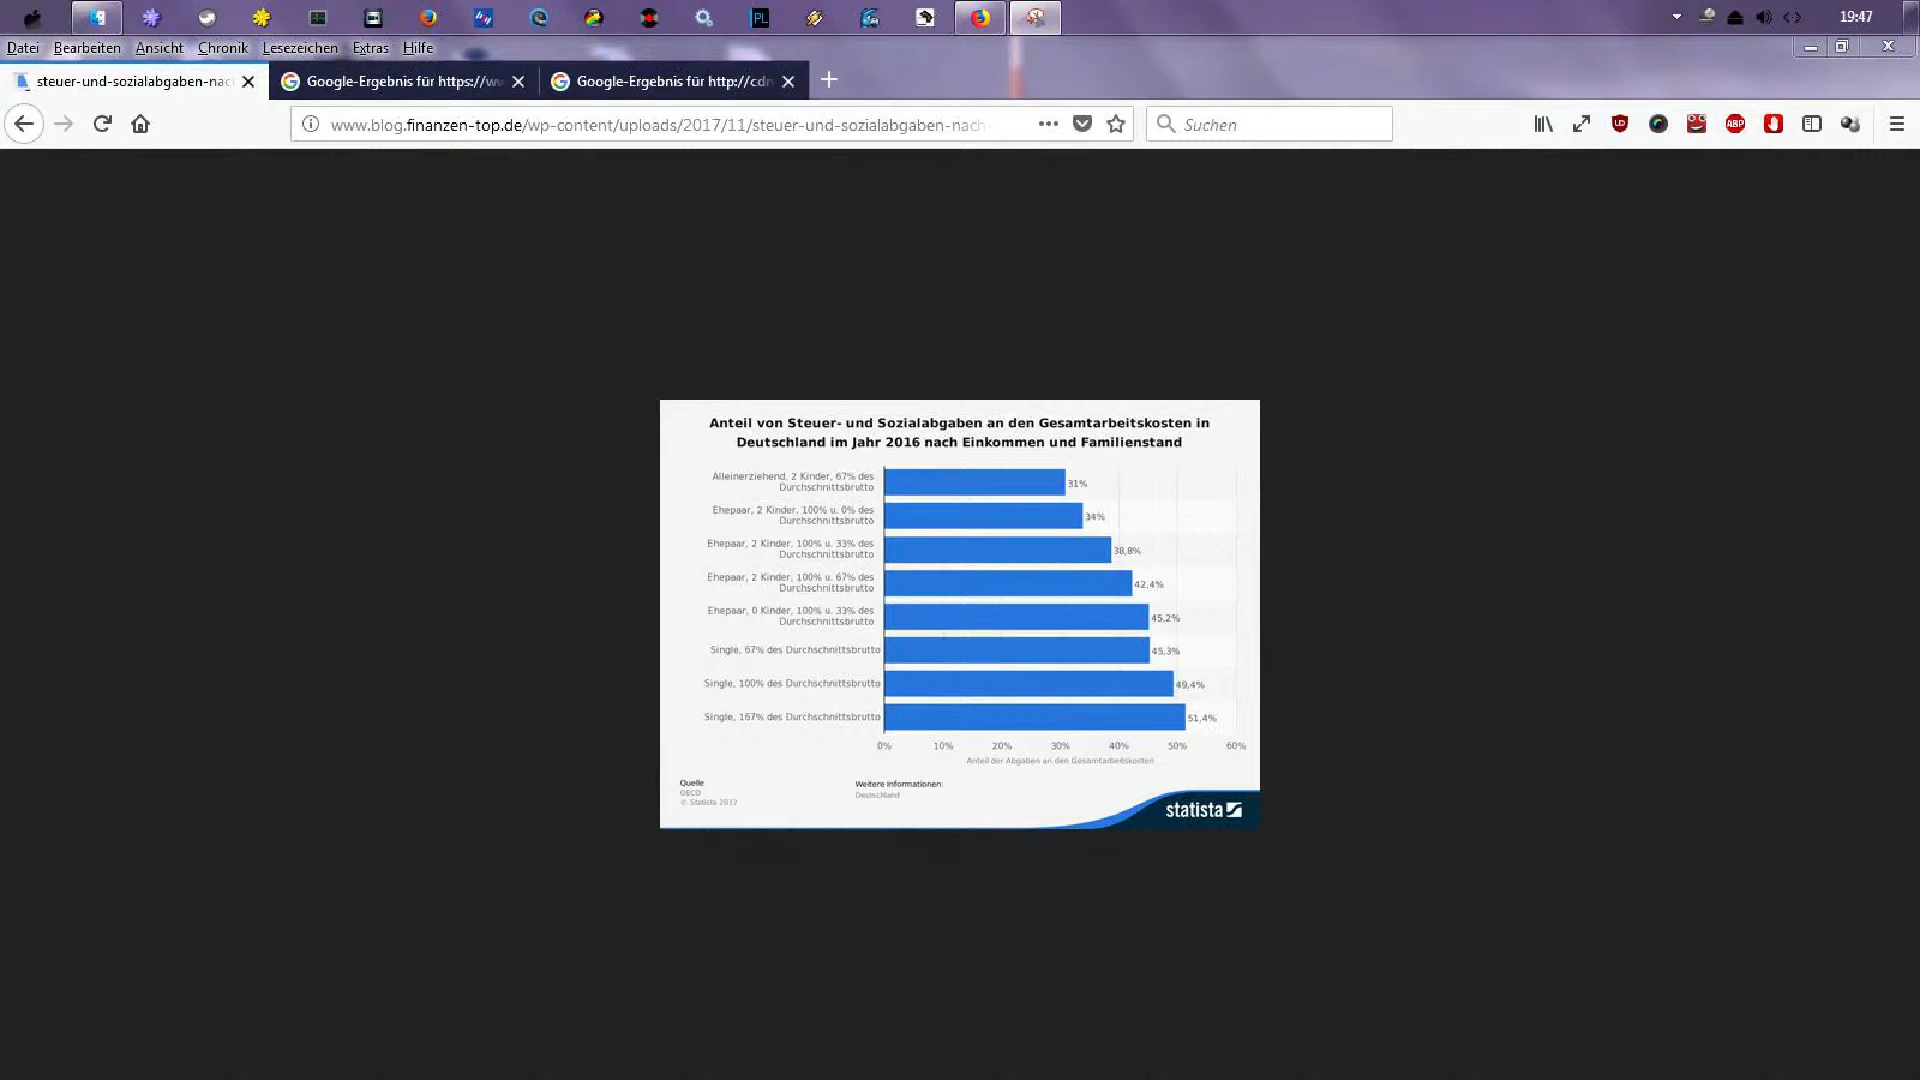 19:47
Datei Bearbeiten Ansicht Chronik Lesezeichen Extras Hilfe
steuer-und-sozialabgaben-nac
Google-Ergebnis für https://ww
Google-Ergebnis für http://cdn
www.blog.finanzen-top.de/wp-content/uploads/2017/11/steuer-und-sozialabgaben-nach-
Suchen
ABP
PL
Anteil von Steuer- und Sozialabgaben an den Gesamtarbeitskosten in
Deutschland im Jahr 2016 nach Einkommen und Familienstand
Alleinerziehend, 2 Kinder, 67% des
Durchschnittsbrutto
31%
Ehepaar, 2 Kinder, 100% u. 0% des
Durchschnittsbrutto
34%
Ehepaar, 2 Kinder, 100% u. 33% des
Durchschnittsbrutto
38,8%
Ehepaar, 2 Kinder, 100% u. 67% des
Durchschnittsbrutto
42,4%
Ehepaar, 0 Kinder, 100% u. 33% des
Durchschnittsbrutto
45,2%
Single, 67% des Durchschnittsbrutto
45,3%
Single, 100% des Durchschnittsbrutto
49,4%
Single, 167% des Durchschnittsbrutto
51,4%
0% 10% 20% 30% 40% 50% 60%
Anteil der Abgaben an den Gesamtarbeitskosten
Quelle
OECD
© Statista 2017
Weitere Informationen:
Deutschland
statista